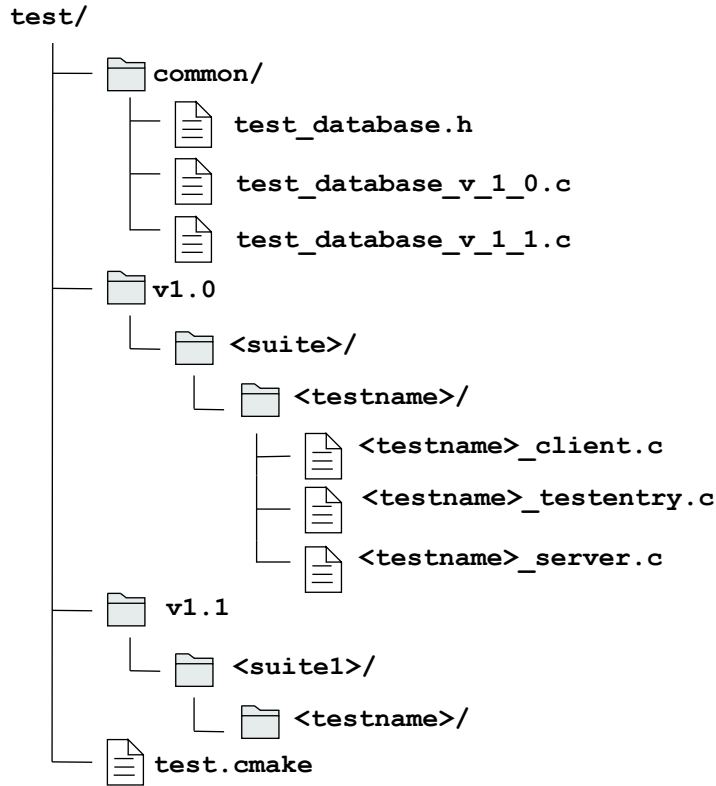 test/
common/
test_database.h
test_database_v_1_0.c
test_database_v_1_1.c
v1.0
<suite>/
<testname>/
<testname>_client.c
<testname>_testentry.c
<testname>_server.c
v1.1
<suite1>/
<testname>/
test.cmake